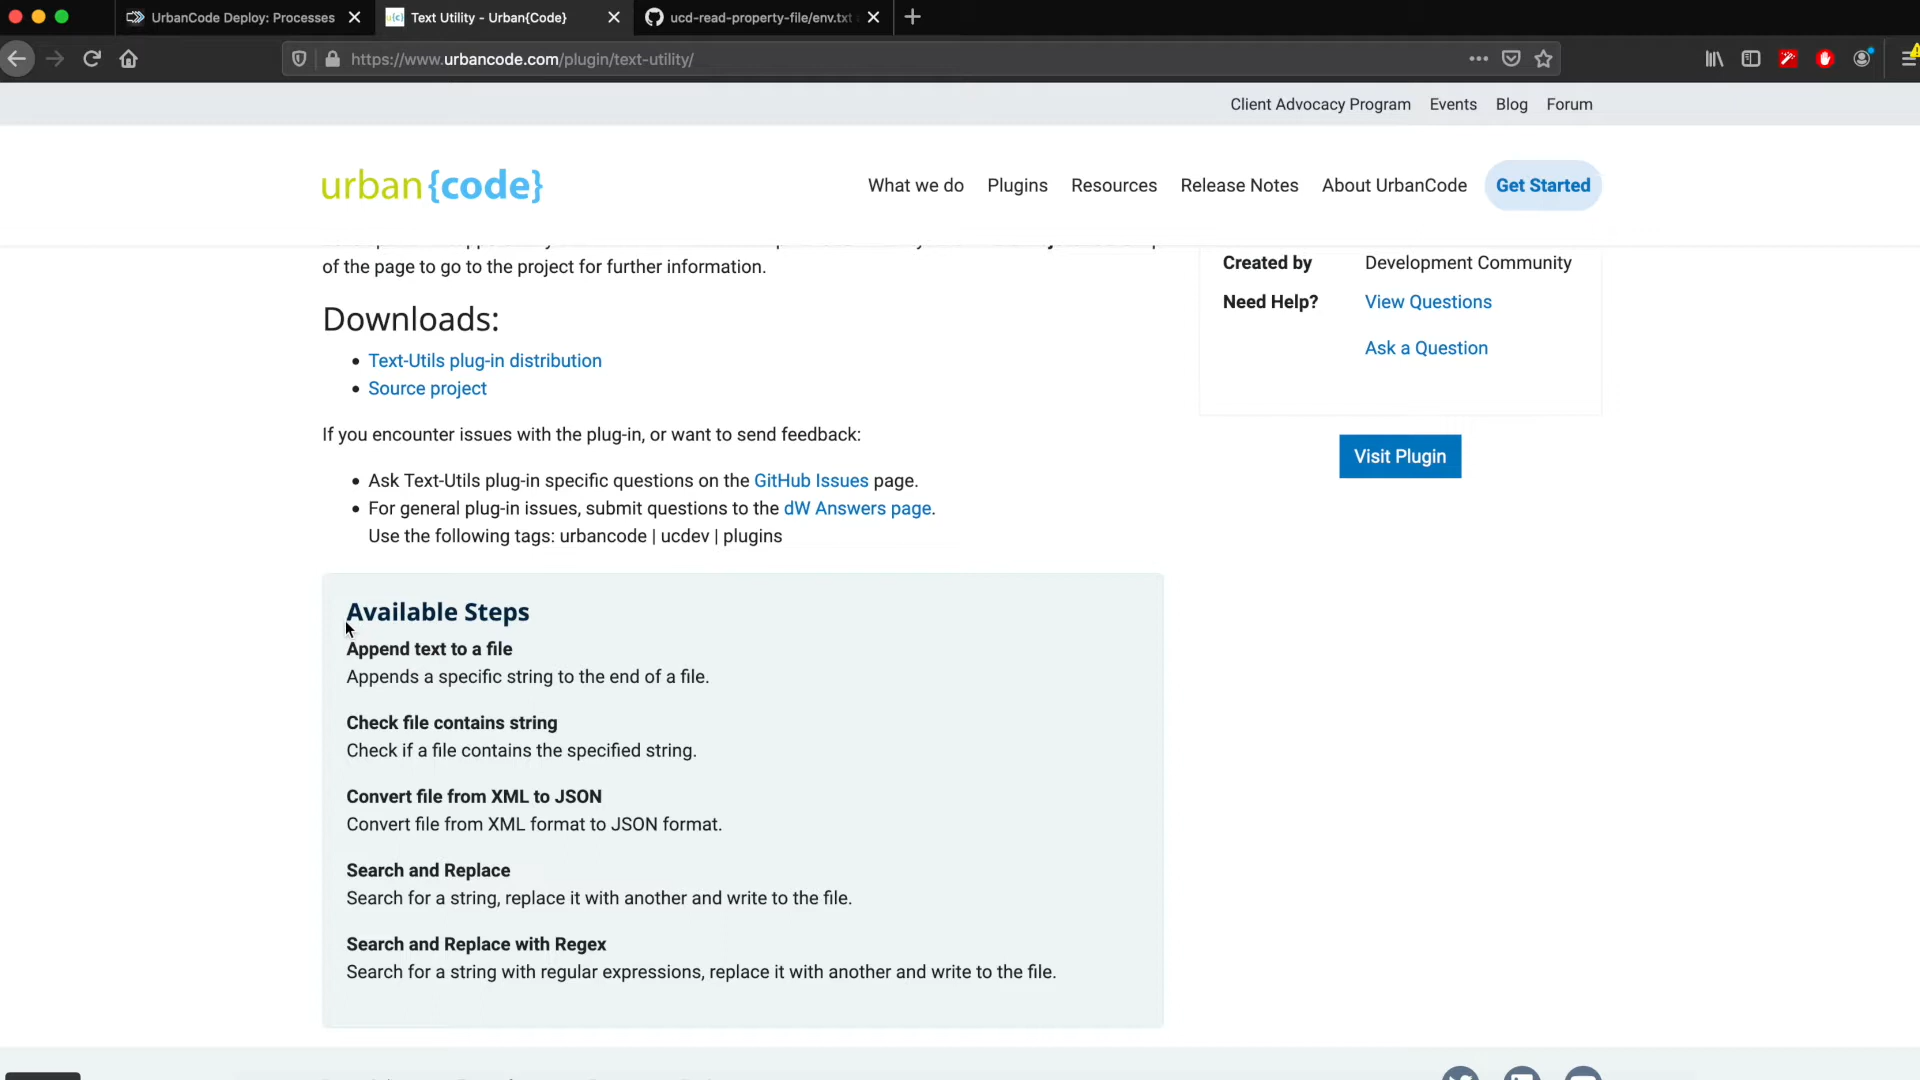 UrbanCode Deploy: Processes
Text Utility - Urban{Code}
ucd-read-property-file/env.txt
https://www.urbancode.com/plugin/text-utility/
Client Advocacy Program Events Blog Forum
urban{code}
What we do Plugins Resources Release Notes About UrbanCode Get Started
of the page to go to the project for further information.
Created by Development Community
Need Help? View Questions
Ask a Question
Visit Plugin
Downloads:
Text-Utils plug-in distribution
Source project
If you encounter issues with the plug-in, or want to send feedback:
Ask Text-Utils plug-in specific questions on the GitHub Issues page.
For general plug-in issues, submit questions to the dW Answers page.
Use the following tags: urbancode | ucdev | plugins
Available Steps
Append text to a file
Appends a specific string to the end of a file.
Check file contains string
Check if a file contains the specified string.
Convert file from XML to JSON
Convert file from XML format to JSON format.
Search and Replace
Search for a string, replace it with another and write to the file.
Search and Replace with Regex
Search for a string with regular expressions, replace it with another and write to the file.